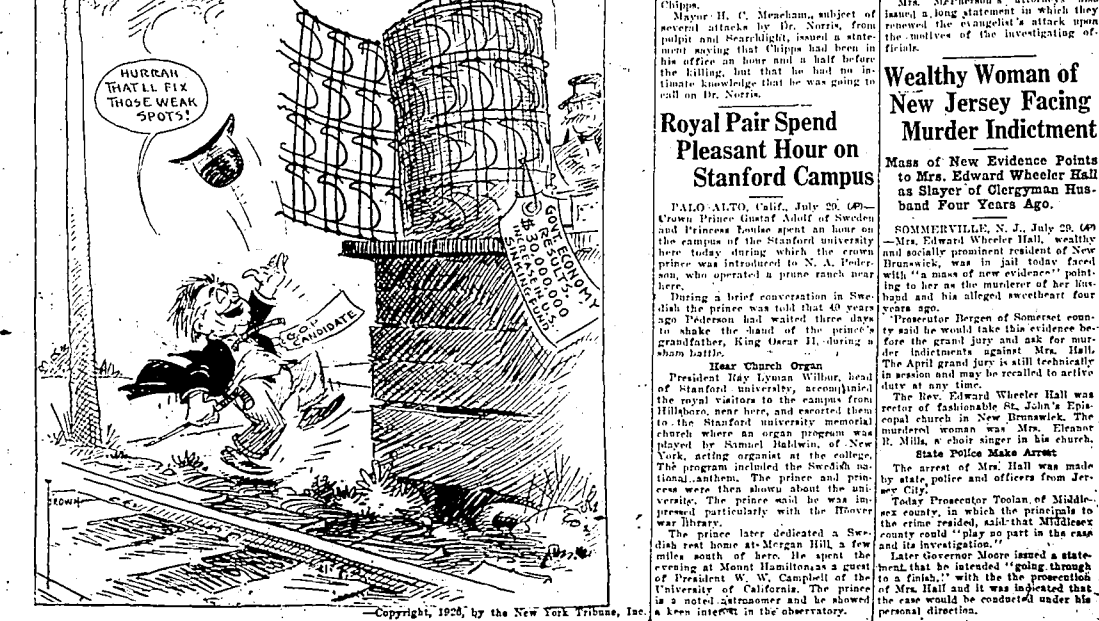 HURRAH
THAT'LL FIX
THOSE WEAK
SPOTS!
GOV'T ECONOMY
RESULTS.
$30,000,000
INCREASE IN U.S.
SAVINGS LOAD
G.O.P.
CANDIDATE
BROWN
—Copyright, 1926, by the New York Tribune, Inc.
Chipps.
Mayor H. C. Meacham, subject of
several attacks by Dr. Norris, from
pulpit and Searchlight, issued a state-
ment saying that Chipps had been in
his office an hour and a half before
the killing, but that he had no in-
timate knowledge that he was going to
call on Dr. Norris.
Royal Pair Spend
Pleasant Hour on
Stanford Campus
PALO ALTO, Calif., July 29. (AP)—
Crown Prince Gustaf Adolf of Sweden
and Princess Louise spent an hour on
the campus of the Stanford university
here today during which the crown
prince was introduced to N. A. Peder-
son, who operated a prune ranch near
here.
During a brief conversation in Swe-
dish the prince was told that 40 years
ago Pederson had waited three days
to shake the hand of the prince's
grandfather, King Oscar II, during a
sham battle.
Hear Church Organ
President Ray Lyman Wilbur, head
of Stanford university, accompanied
the royal visitors to the campus from
Hillsboro, near here, and escorted them
to the Stanford university memorial
church where an organ program was
played by Samuel Baldwin, of New
York, acting organist at the college.
The program included the Swedish na-
tional anthem. The prince and prin-
cess were then shown about the uni-
versity. The prince said he was im-
pressed particularly with the Hoover
war library.
The prince later dedicated a Swe-
dish rest home at Morgan Hill, a few
miles south of here. He spent the
evening at Mount Hamilton as a guest
of President W. W. Campbell of the
University of California. The prince
is a noted astronomer and he showed
a keen interest in the observatory.
Mrs. McPherson's attorneys also
issued a long statement in which they
renewed the evangelist's attack upon
the motives of the investigating of-
ficials.
Wealthy Woman of
New Jersey Facing
Murder Indictment
Mass of New Evidence Points
to Mrs. Edward Wheeler Hall
as Slayer of Clergyman Hus-
band Four Years Ago.
SOMMERVILLE, N. J., July 29. (AP)
—Mrs. Edward Wheeler Hall, wealthy
and socially prominent resident of New
Brunswick, was in jail today faced
with "a mass of new evidence" point-
ing to her as the murderer of her hus-
band and his alleged sweetheart four
years ago.
Prosecutor Bergen of Somerset coun-
ty said he would take this evidence be-
fore the grand jury and ask for mur-
der indictments against Mrs. Hall.
The April grand jury is still technically
in session and may be recalled to active
duty at any time.
The Rev. Edward Wheeler Hall was
rector of fashionable St. John's Epis-
copal church in New Brunswick. The
murdered woman was Mrs. Eleanor
R. Mills, a choir singer in his church.
State Police Make Arrest
The arrest of Mrs. Hall was made
by state police and officers from Jer-
sey City.
Today Prosecutor Toolan of Middle-
sex county, in which the principals to
the crime resided, said that Middlesex
county could "play no part in the case
and its investigation."
Later Governor Moore issued a state-
ment that he intended "going through
to a finish," with the the prosecution
of Mrs. Hall and it was indicated that
the case would be conducted under his
personal direction.